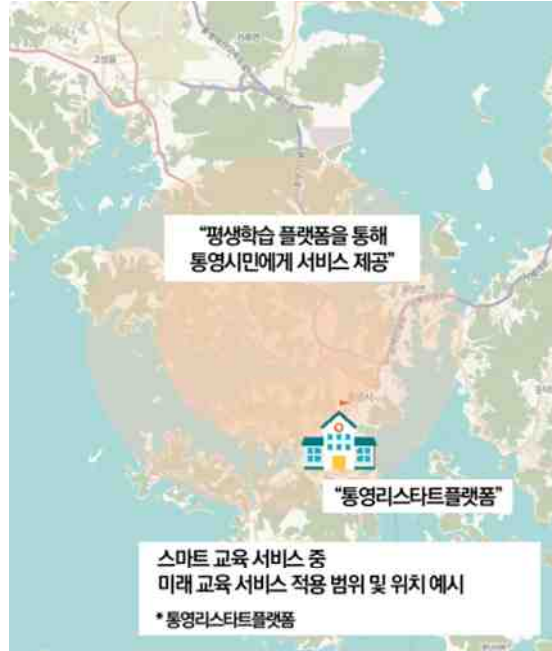 고성읍
“평생학습 플랫폼을 통해
통영시민에게 서비스 제공”
“통영리스타트플랫폼”
스마트 교육 서비스 중
미래 교육 서비스 적용 범위 및 위치 예시
* 통영리스타트플랫폼